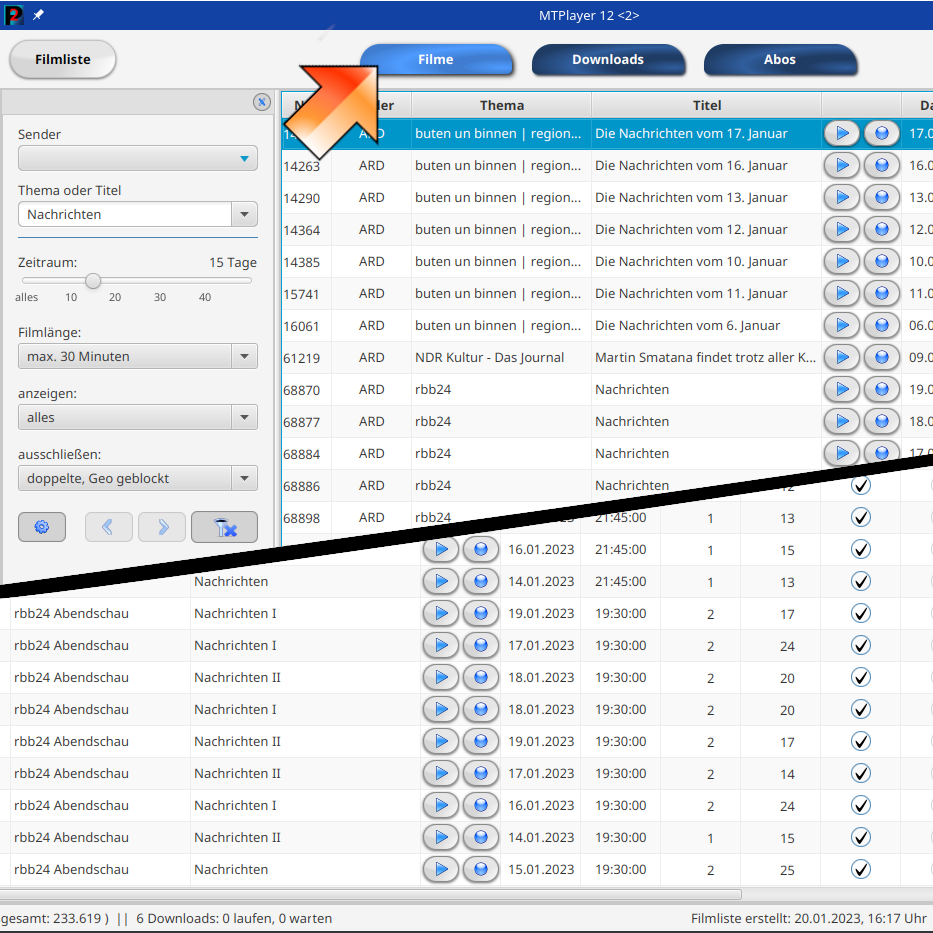 MTPlayer 12 <2>
Filmliste
Filme
Downloads
Abos
Sender
Thema oder Titel
Nachrichten
Zeitraum: 15 Tage
alles 10 20 30 40
Filmlänge:
max. 30 Minuten
anzeigen:
alles
ausschließen:
doppelte, Geo geblockt
Thema Titel
buten un binnen | region... Die Nachrichten vom 17. Januar 17.0
14263 ARD buten un binnen | region... Die Nachrichten vom 16. Januar 16.0
14290 ARD buten un binnen | region... Die Nachrichten vom 13. Januar 13.0
14364 ARD buten un binnen | region... Die Nachrichten vom 12. Januar 12.0
14385 ARD buten un binnen | region... Die Nachrichten vom 10. Januar 10.0
15741 ARD buten un binnen | region... Die Nachrichten vom 11. Januar 11.0
16061 ARD buten un binnen | region... Die Nachrichten vom 6. Januar 06.0
61219 ARD NDR Kultur - Das Journal Martin Smatana findet trotz aller K... 09.0
68870 ARD rbb24 Nachrichten 19.0
68877 ARD rbb24 Nachrichten 18.0
68884 ARD rbb24 Nachrichten 17.0
68886 ARD rbb24 Nachrichten 12
68898 ARD rbb24 21:45:00 1 13
16.01.2023 21:45:00 1 15
Nachrichten 14.01.2023 21:45:00 1 13
rbb24 Abendschau Nachrichten I 19.01.2023 19:30:00 2 17
rbb24 Abendschau Nachrichten I 17.01.2023 19:30:00 2 24
rbb24 Abendschau Nachrichten II 18.01.2023 19:30:00 2 20
rbb24 Abendschau Nachrichten I 18.01.2023 19:30:00 2 20
rbb24 Abendschau Nachrichten II 19.01.2023 19:30:00 2 17
rbb24 Abendschau Nachrichten II 17.01.2023 19:30:00 2 14
rbb24 Abendschau Nachrichten I 16.01.2023 19:30:00 2 24
rbb24 Abendschau Nachrichten II 14.01.2023 19:30:00 1 15
rbb24 Abendschau Nachrichten 15.01.2023 19:30:00 2 25
gesamt: 233.619 ) || 6 Downloads: 0 laufen, 0 warten
Filmliste erstellt: 20.01.2023, 16:17 Uhr